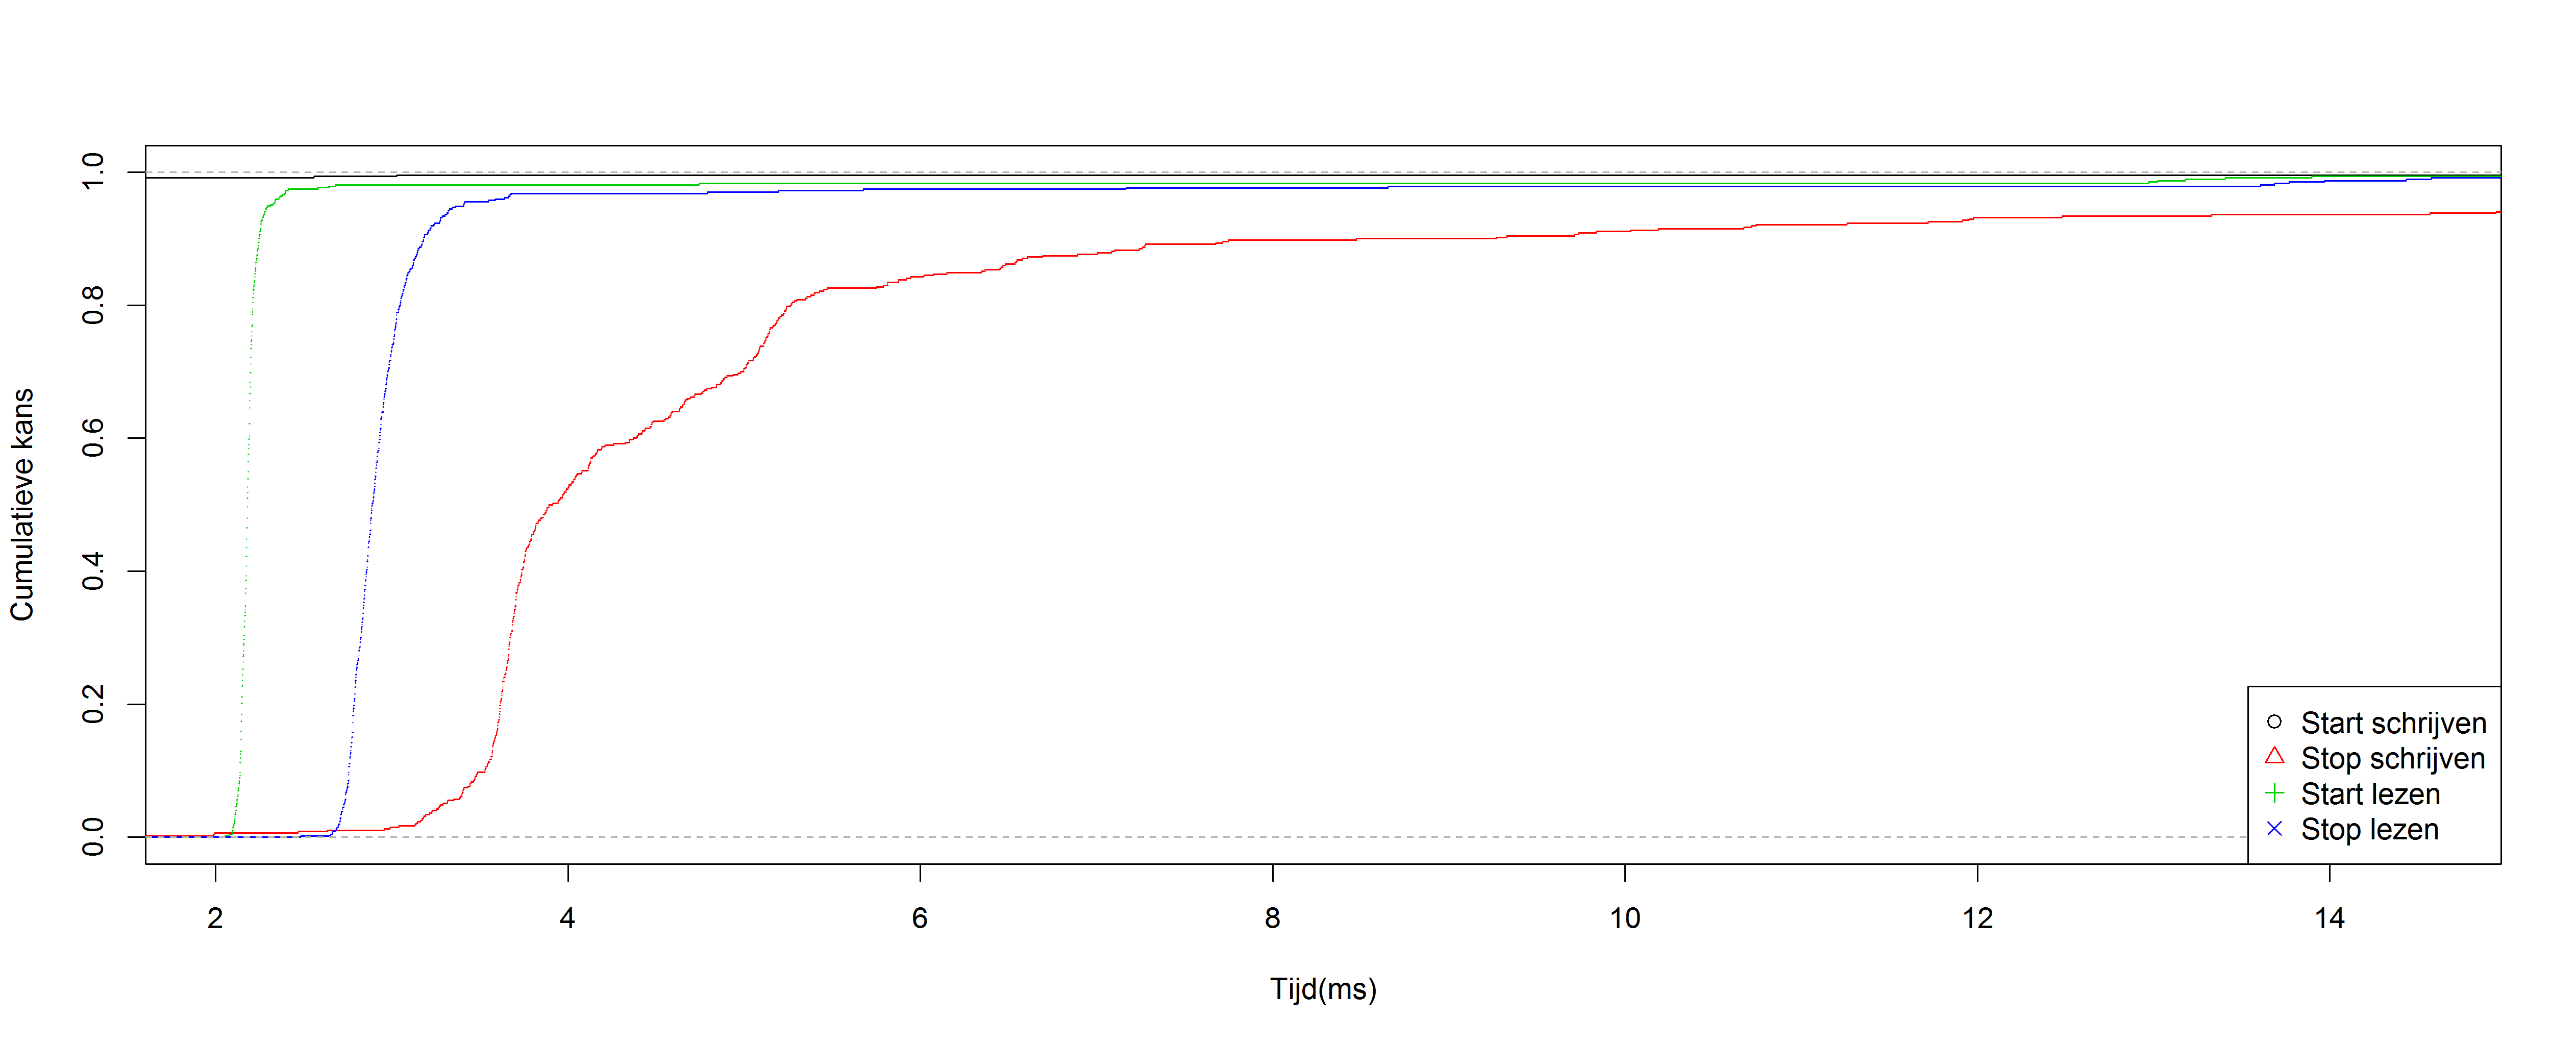 Cumulatieve kans
1.0
0.8
0.6
0.4
0.2
0.0
Start schrijven
Stop schrijven
Start lezen
Stop lezen
2 4 6 8 10 12 14
Tijd(ms)